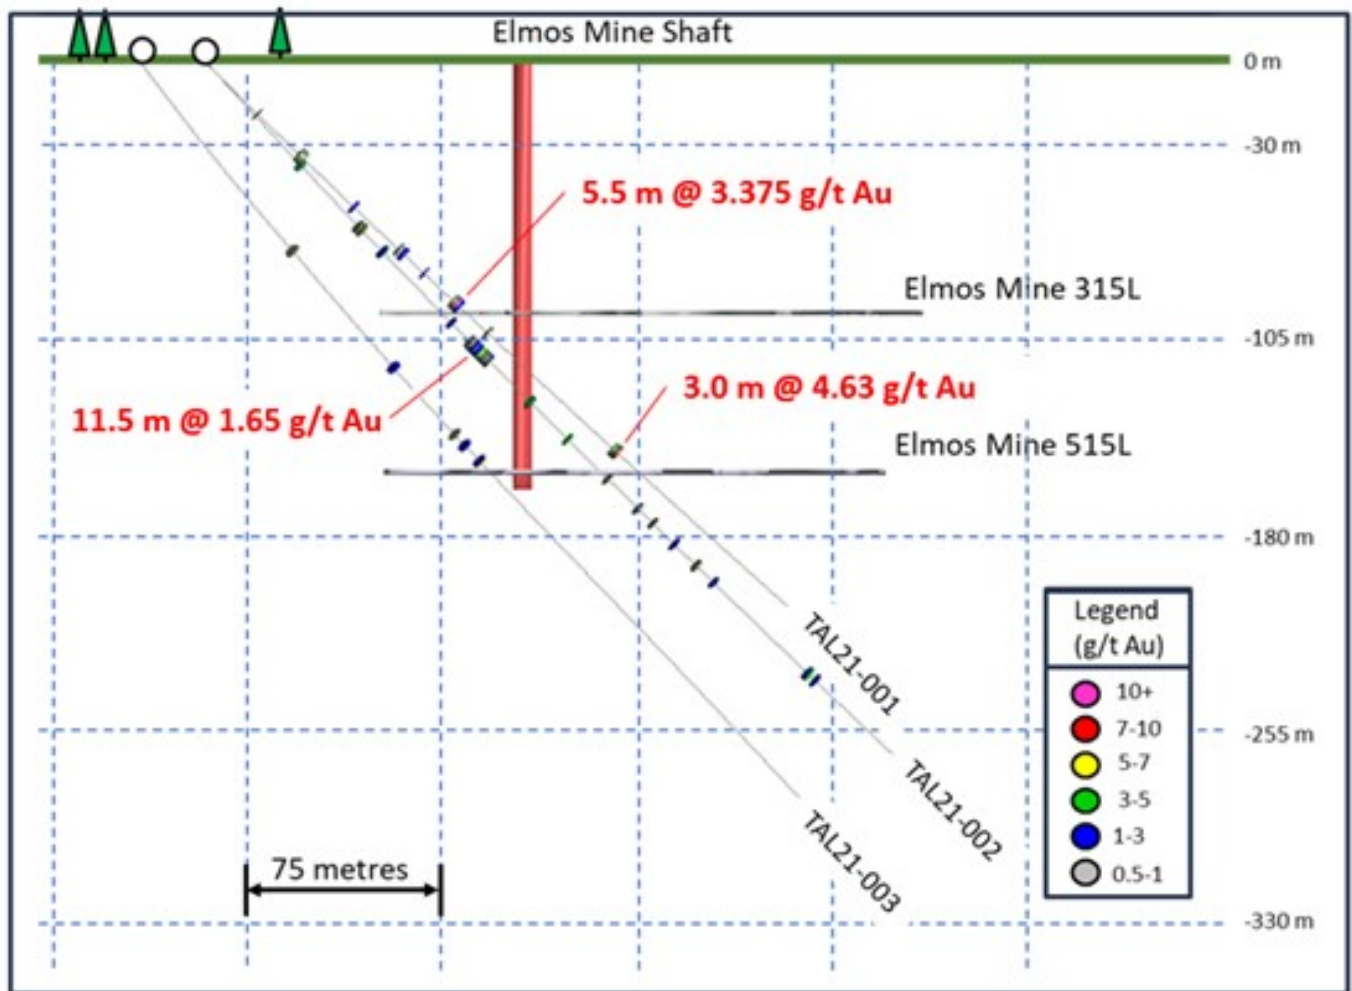 Elmos Mine Shaft
0 m
-30 m
5.5 m @ 3.375 g/t Au
Elmos Mine 315L
-105 m
3.0 m @ 4.63 g/t Au
11.5 m @ 1.65 g/t Au
Elmos Mine 515L
-180 m
TAL21-001
-255 m
TAL21-002
TAL21-003
75 metres
-330 m
Legend
(g/t Au)
10+
7-10
5-7
3-5
1-3
0.5-1